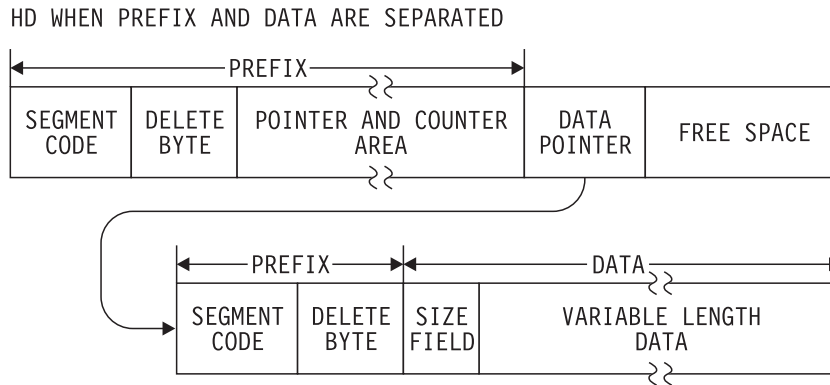 HD WHEN PREFIX AND DATA ARE SEPARATED
PREFIX
SEGMENT
CODE
DELETE
BYTE
POINTER AND COUNTER
AREA
DATA
POINTER
FREE SPACE
PREFIX
DATA
SEGMENT
CODE
DELETE
BYTE
SIZE
FIELD
VARIABLE LENGTH
DATA